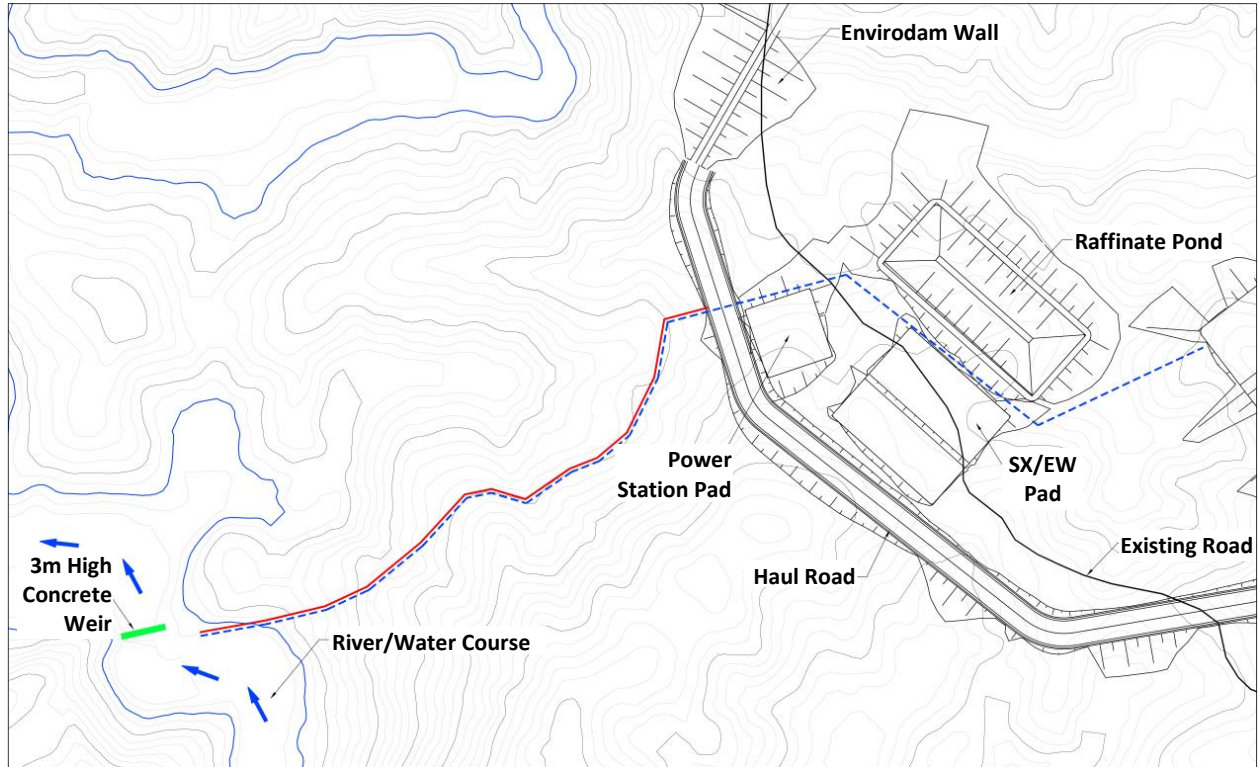 Envirodam Wall
Raffinate Pond
Power
Station Pad
SX/EW
Pad
Existing Road
Haul Road
3m High
Concrete
Weir
River/Water Course